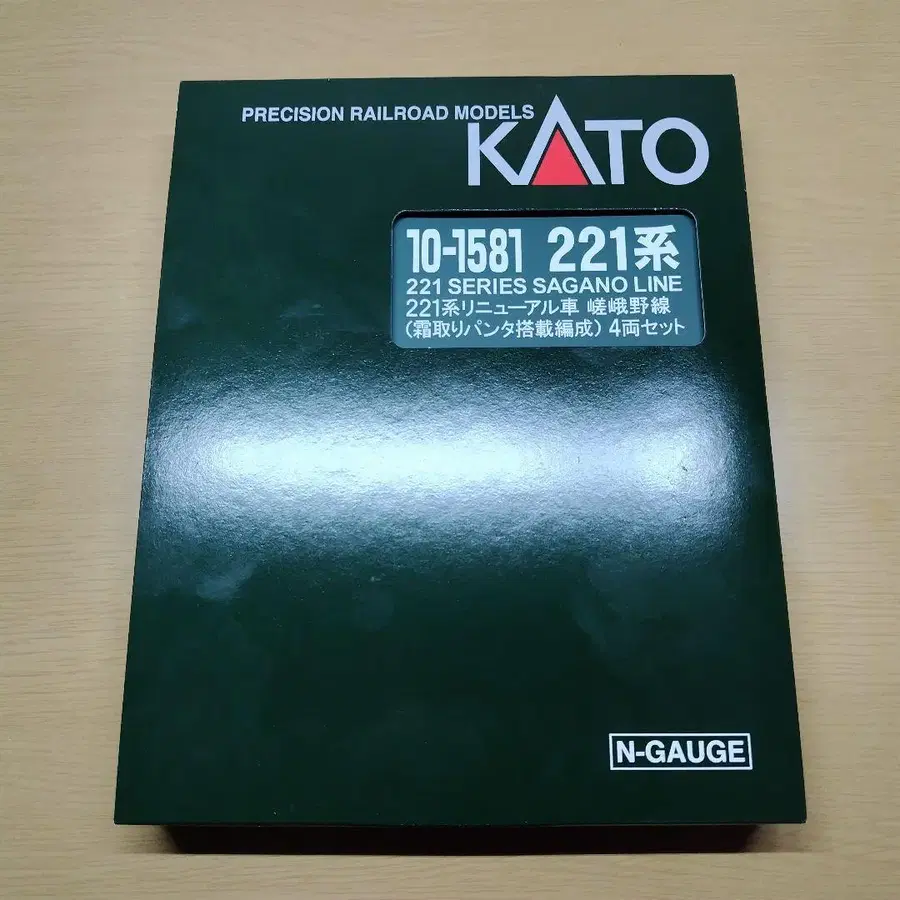 PRECISION RAILROAD MODELS
KATO
10-1581 221系
221 SERIES SAGANO LINE
221系リニューアル車 嵯峨野線
(霜取りパンタ搭載編成) 4両セット
N-GAUGE